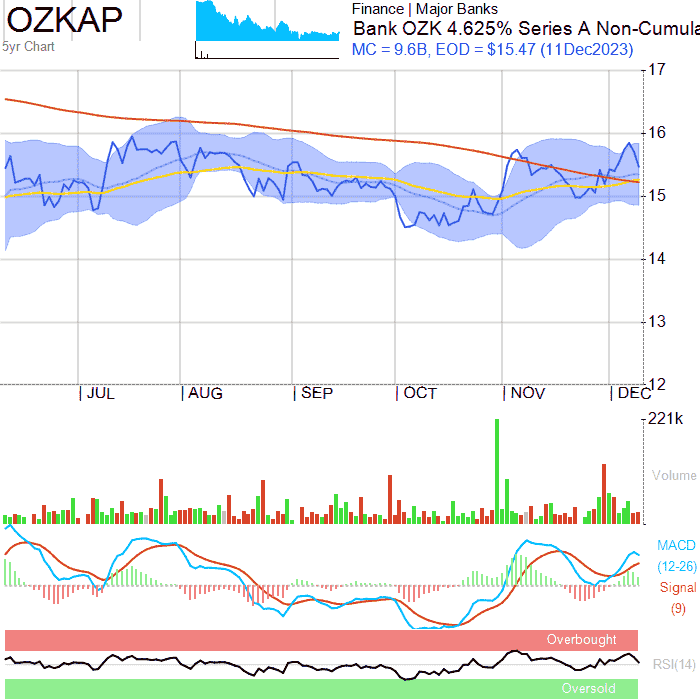 OZKAP
5yr Chart
Finance | Major Banks
Bank OZK 4.625% Series A Non-Cumula
MC = 9.6B, EOD = $15.47 (11Dec2023)
17
16
15
14
13
12
JUL AUG SEP OCT NOV DEC
221k
Volume
MACD
(12-26)
Signal
(9)
Overbought
RSI(14)
Oversold